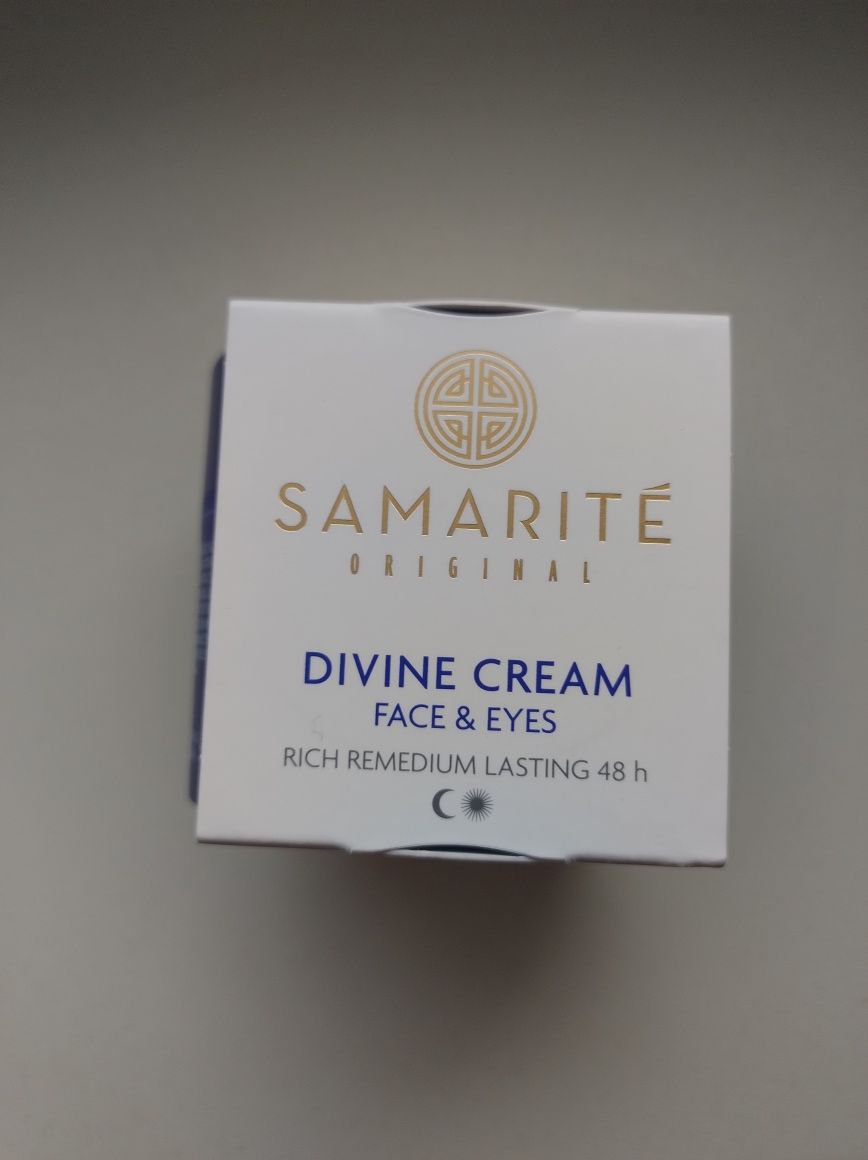 SAMARITÉ
ORIGINAL
DIVINE CREAM
FACE & EYES
RICH REMEDIUM LASTING 48 h